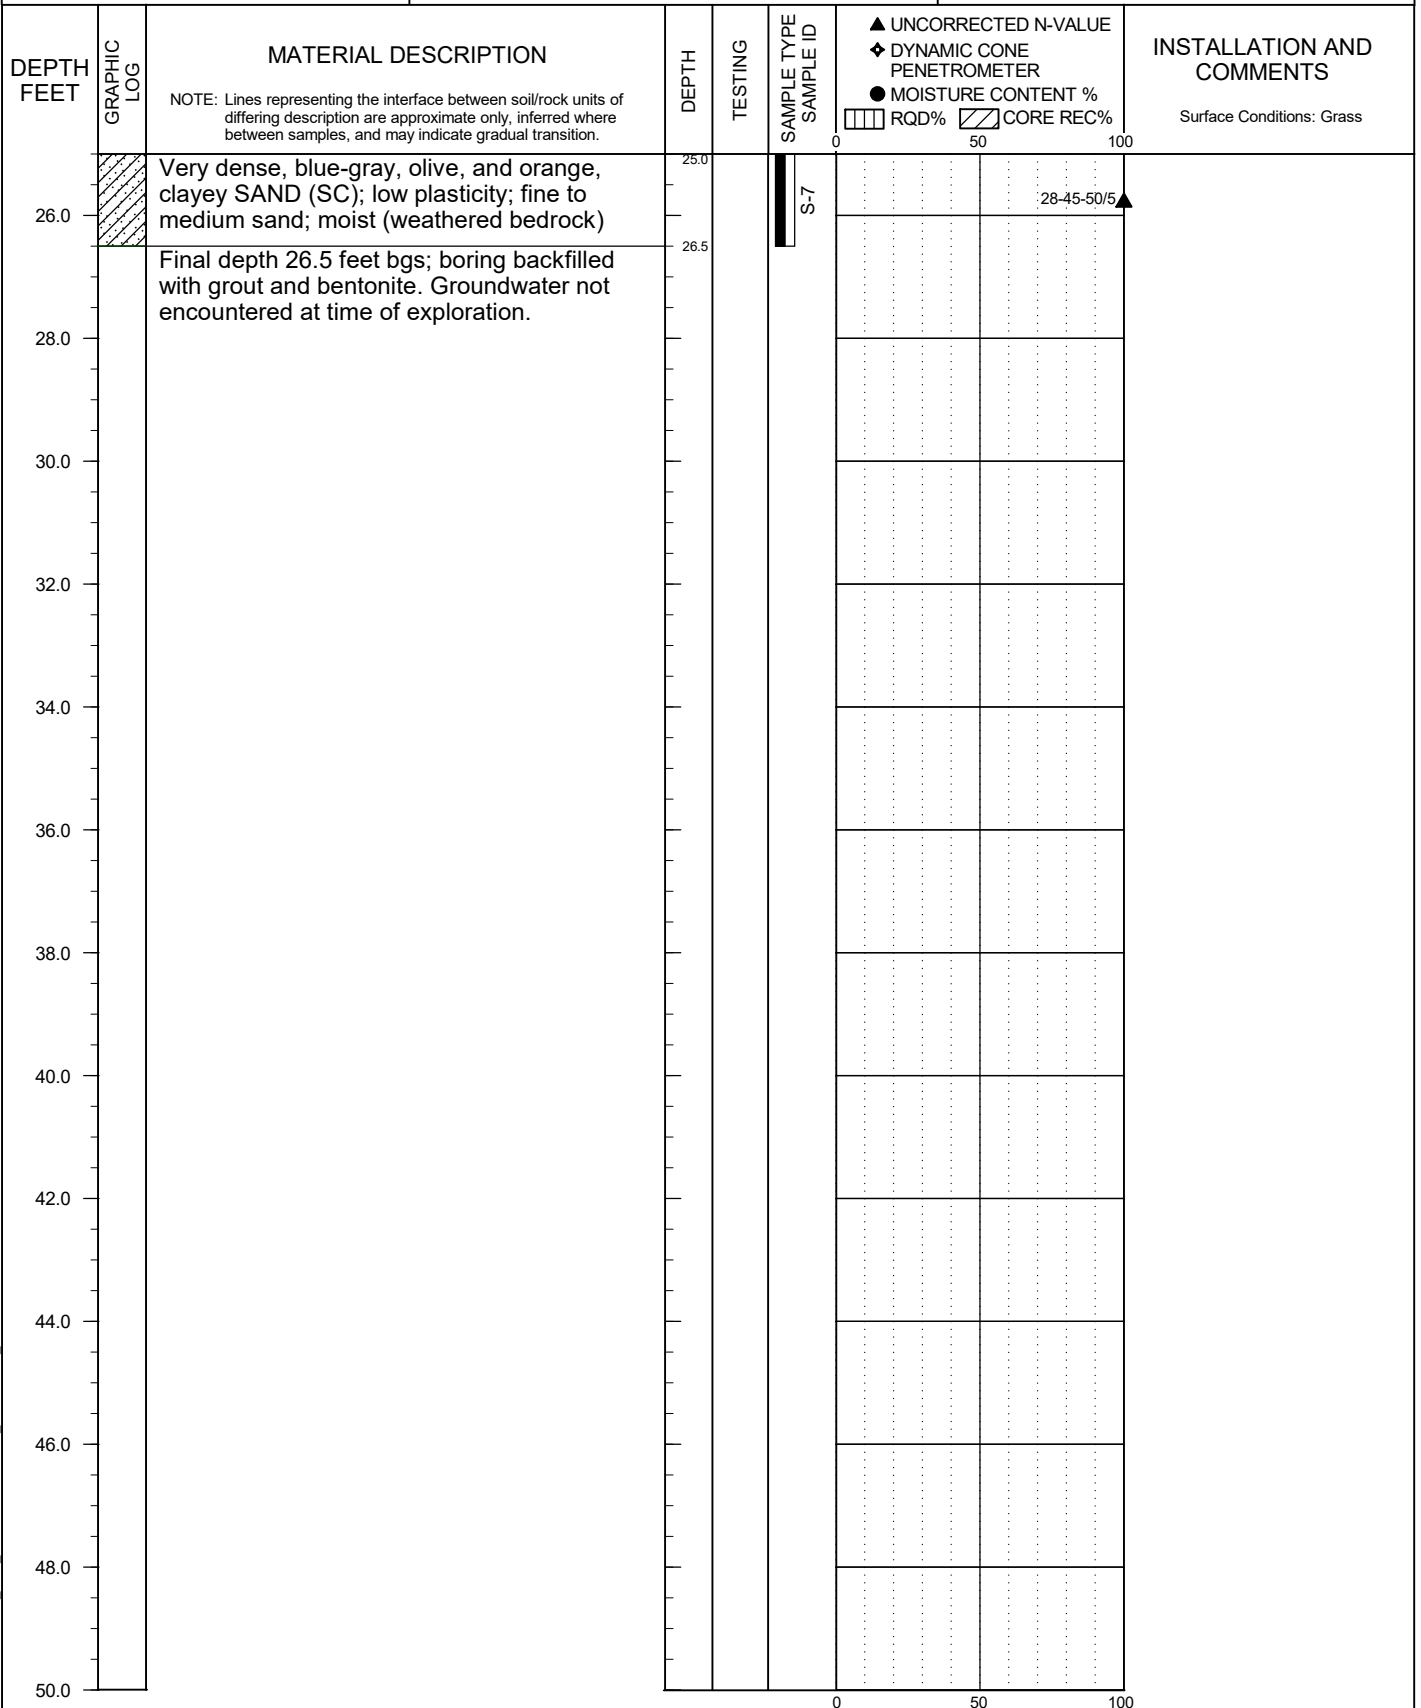 DEPTH
FEET
GRAPHIC
LOG
MATERIAL DESCRIPTION
NOTE: Lines representing the interface between soil/rock units of
differing description are approximate only, inferred where
between samples, and may indicate gradual transition.
DEPTH
TESTING
SAMPLE TYPE
SAMPLE ID
UNCORRECTED N-VALUE
DYNAMIC CONE
PENETROMETER
MOISTURE CONTENT %
RQD% CORE REC%
0 50 100
INSTALLATION AND
COMMENTS
Surface Conditions: Grass
Very dense, blue-gray, olive, and orange,
clayey SAND (SC); low plasticity; fine to
medium sand; moist (weathered bedrock)
25.0
S-7
28-45-50/5
26.0
26.5
Final depth 26.5 feet bgs; boring backfilled
with grout and bentonite. Groundwater not
encountered at time of exploration.
28.0
30.0
32.0
34.0
36.0
38.0
40.0
42.0
44.0
46.0
48.0
50.0
0 50 100